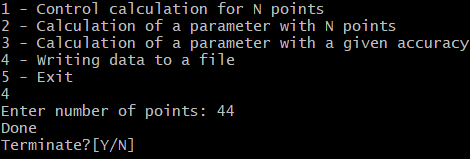 1 - Control calculation for N points
2 - Calculation of a parameter with N points
3 - Calculation of a parameter with a given accuracy
4 - Writing data to a file
5 - Exit
4
Enter number of points: 44
Done
Terminate?[Y/N]